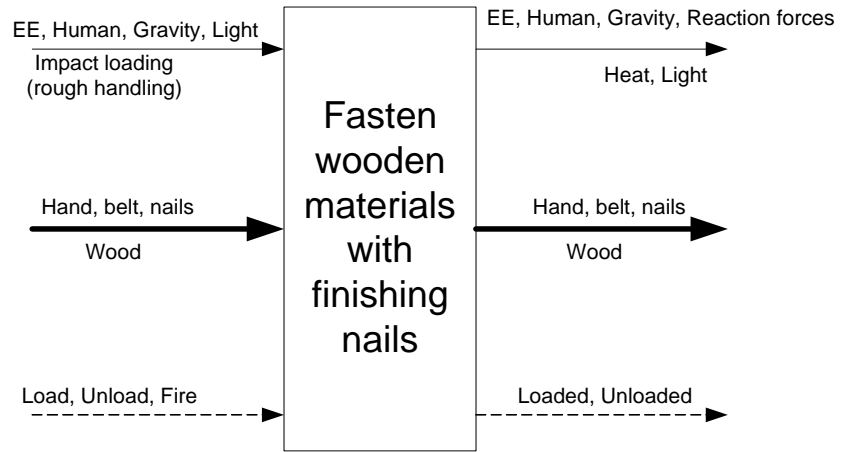 EE, Human, Gravity, Light
Impact loading
(rough handling)
Hand, belt, nails
Wood
Load, Unload, Fire
Fasten
wooden
materials
with
finishing
nails
EE, Human, Gravity, Reaction forces
Heat, Light
Hand, belt, nails
Wood
Loaded, Unloaded